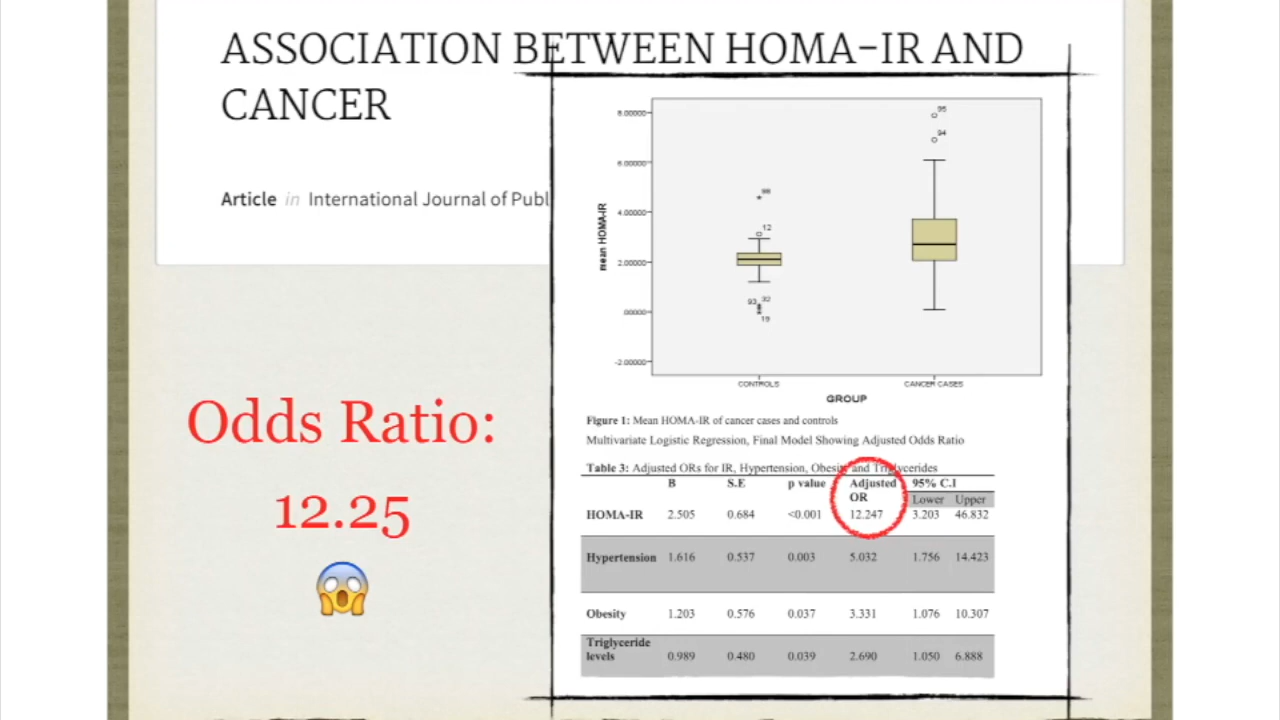 ASSOCIATION BETWEEN HOMA-IR AND
CANCER
Article in International Journal of Publ
Odds Ratio:
12.25
mean HOMA-IR
8.00000
6.00000
4.00000
2.00000
.00000
-2.00000
98
12
93 32
19
95
94
CONTROLS CANCER CASES
GROUP
Figure 1: Mean HOMA-IR of cancer cases and controls
Multivariate Logistic Regression, Final Model Showing Adjusted Odds Ratio
Table 3: Adjusted ORs for IR, Hypertension, Obesity and Triglycerides
B S.E p value Adjusted OR 95% C.I
Lower Upper
HOMA-IR 2.505 0.684 <0.001 12.247 3.203 46.832
Hypertension 1.616 0.537 0.003 5.032 1.756 14.423
Obesity 1.203 0.576 0.037 3.331 1.076 10.307
Triglyceride
levels 0.989 0.480 0.039 2.690 1.050 6.888